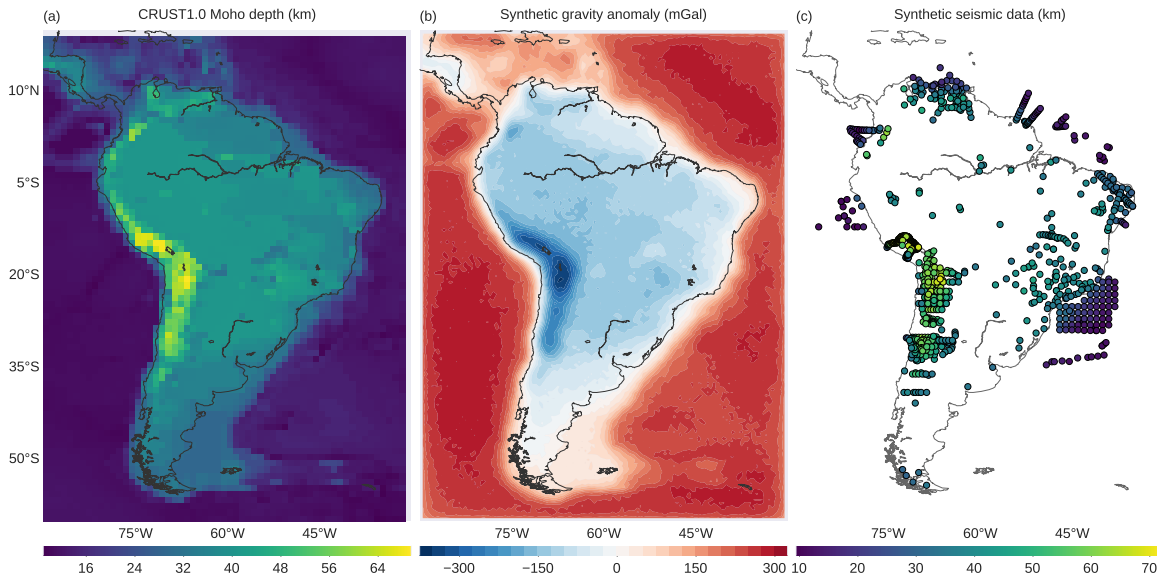 (a) CRUST1.0 Moho depth (km)
(b) Synthetic gravity anomaly (mGal)
(c) Synthetic seismic data (km)
10°N
5°S
20°S
35°S
50°S
75°W 60°W 45°W
75°W 60°W 45°W
75°W 60°W 45°W
16 24 32 40 48 56 64
−300 −150 0 150 300
10 20 30 40 50 60 70